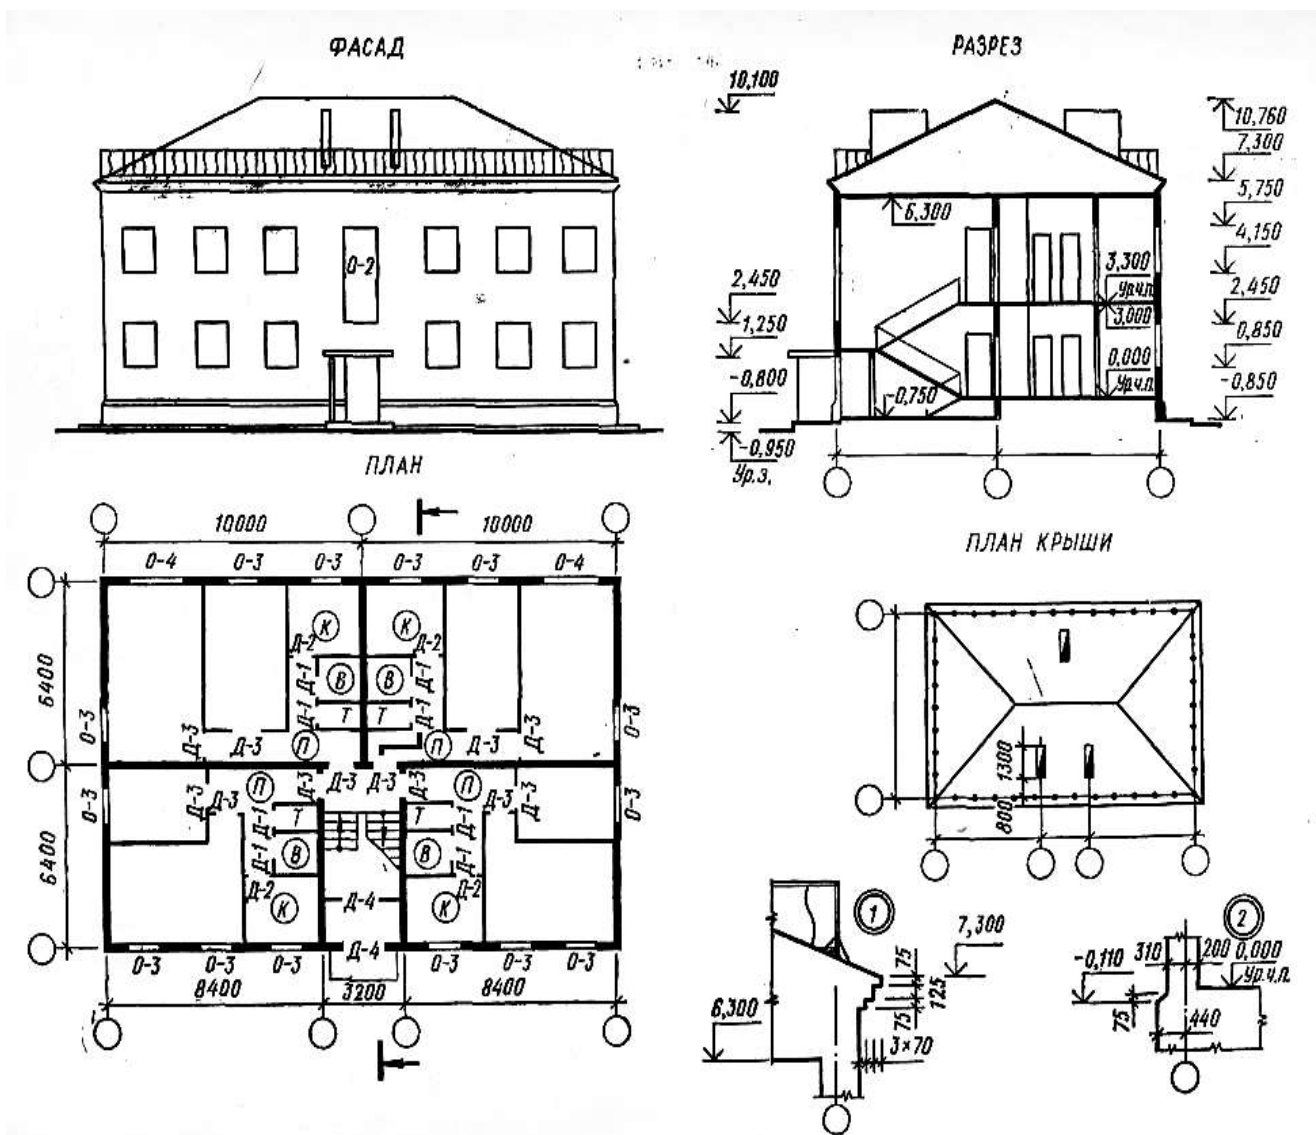 ФАСАД
О-2
РАЗРЕЗ
10,100
2,450
1,250
-0,800
-0,950
Ур.з.
6,300
3,300
Ур.ч.п.
3,000
0,000
Ур.ч.п.
-0,750
10,760
7,300
5,750
4,150
2,450
0,850
-0,850
ПЛАН
10000 10000
О-4 О-3 О-3 О-3 О-3 О-4
6400
6400
К К
Д-2 Д-2
Д-1 В В Д-1
Д-1 Т Т Д-1
О-3 Д-3 Д-3 П П Д-3 Д-3 О-3
Д-3 Д-3
О-3 Д-3 Д-3 П Д-3 Д-3 П Д-3 Д-3 О-3
Д-1 Т Т Д-1
Д-1 В В Д-1
Д-2 К Д-4 К Д-2
Д-4
О-3 О-3 О-3 О-3 О-3 О-3
8400 3200 8400
ПЛАН КРЫШИ
1300
800
1
7,300
75
125
75
6,300
3×70
2
310 200 0,000
Ур.ч.п.
-0,110
75
440